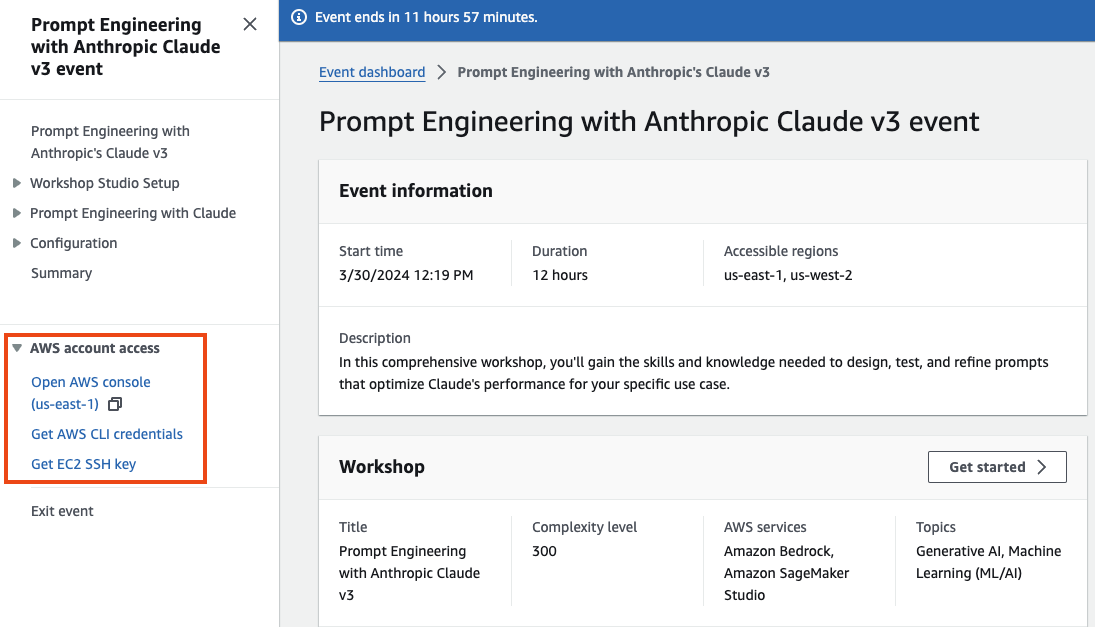 Prompt Engineering
with Anthropic Claude
v3 event
Prompt Engineering with
Anthropic's Claude v3
Workshop Studio Setup
Prompt Engineering with Claude
Configuration
Summary
AWS account access
Open AWS console
(us-east-1)
Get AWS CLI credentials
Get EC2 SSH key
Exit event
Event ends in 11 hours 57 minutes.
Event dashboard
Prompt Engineering with Anthropic's Claude v3
Prompt Engineering with Anthropic Claude v3 event
Event information
Start time
3/30/2024 12:19 PM
Duration
12 hours
Accessible regions
us-east-1, us-west-2
Description
In this comprehensive workshop, you'll gain the skills and knowledge needed to design, test, and refine prompts
that optimize Claude's performance for your specific use case.
Workshop
Get started
Title
Prompt Engineering
with Anthropic Claude
v3
Complexity level
300
AWS services
Amazon Bedrock,
Amazon SageMaker
Studio
Topics
Generative AI, Machine
Learning (ML/AI)